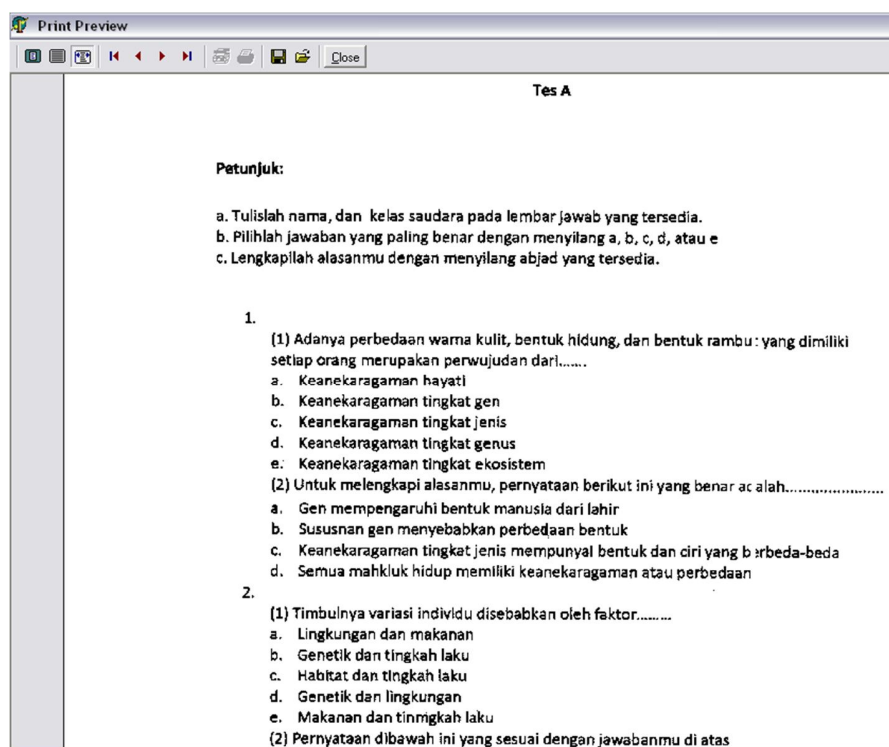 Print Preview
Close
Tes A
Petunjuk:
a. Tulislah nama, dan kelas saudara pada lembar jawab yang tersedia.
b. Pilihlah jawaban yang paling benar dengan menyilang a, b, c, d, atau e
c. Lengkapilah alasanmu dengan menyilang abjad yang tersedia.
1.
(1) Adanya perbedaan warna kulit, bentuk hidung, dan bentuk rambut yang dimiliki
setiap orang merupakan perwujudan dari.......
a. Keanekaragaman hayati
b. Keanekaragaman tingkat gen
c. Keanekaragaman tingkat jenis
d. Keanekaragaman tingkat genus
e. Keanekaragaman tingkat ekosistem
(2) Untuk melengkapi alasanmu, pernyataan berikut ini yang benar adalah.......................
a. Gen mempengaruhi bentuk manusia dari lahir
b. Sususnan gen menyebabkan perbedaan bentuk
c. Keanekaragaman tingkat jenis mempunyai bentuk dan ciri yang berbeda-beda
d. Semua mahkluk hidup memiliki keanekaragaman atau perbedaan
2.
(1) Timbulnya variasi individu disebabkan oleh faktor.........
a. Lingkungan dan makanan
b. Genetik dan tingkah laku
c. Habitat dan tingkah laku
d. Genetik dan lingkungan
e. Makanan dan tinmgkah laku
(2) Pernyataan dibawah ini yang sesuai dengan jawabanmu di atas